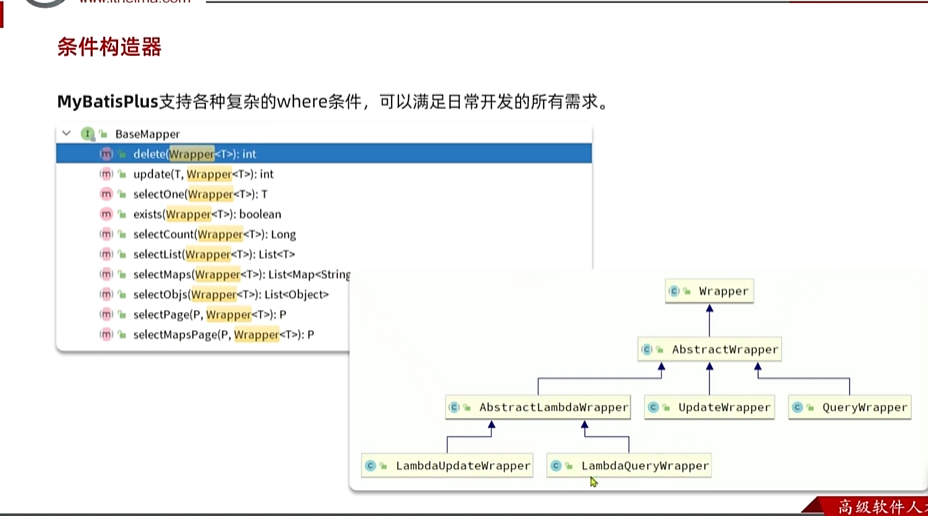 www.itheima.com
条件构造器
MyBatisPlus支持各种复杂的where条件，可以满足日常开发的所有需求。
BaseMapper
delete(Wrapper<T>): int
update(T, Wrapper<T>): int
selectOne(Wrapper<T>): T
exists(Wrapper<T>): boolean
selectCount(Wrapper<T>): Long
selectList(Wrapper<T>): List<T>
selectMaps(Wrapper<T>): List<Map<String
selectObjs(Wrapper<T>): List<Object>
selectPage(P, Wrapper<T>): P
selectMapsPage(P, Wrapper<T>): P
Wrapper
AbstractWrapper
AbstractLambdaWrapper
UpdateWrapper
QueryWrapper
LambdaUpdateWrapper
LambdaQueryWrapper
高级软件人